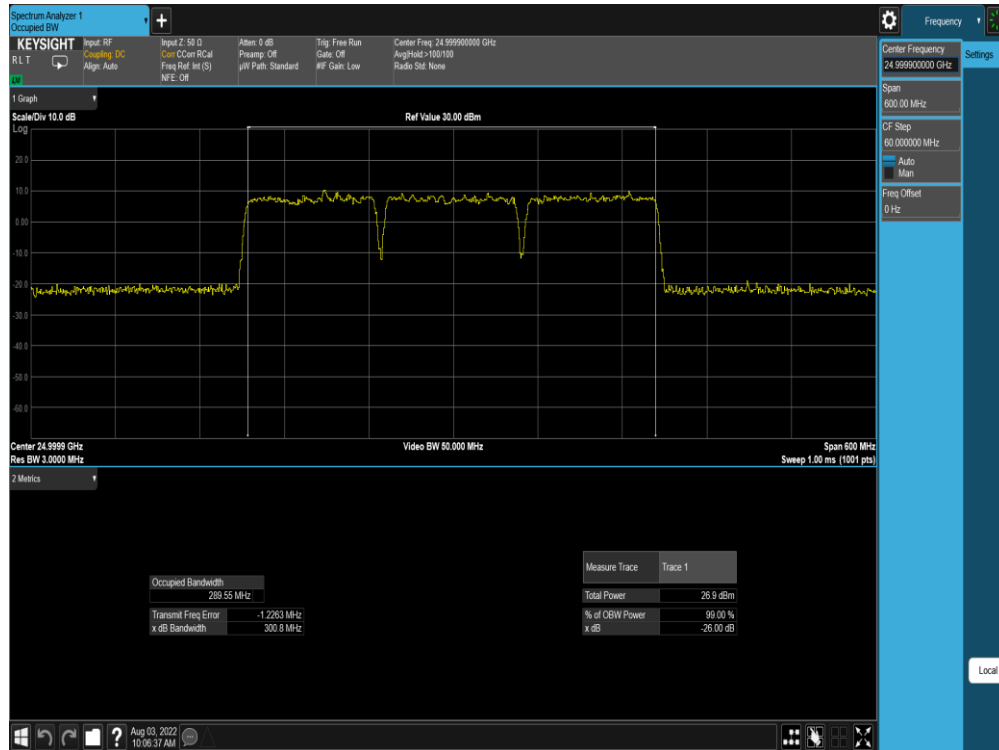 Spectrum Analyzer 1
Occupied BW
+
Frequency
KEYSIGHT
R L T
LM
Input: RF
Coupling: DC
Align: Auto
Input Z: 50 Ω
Corr CCorr RCal
Freq Ref: Int (S)
NFE: Off
Atten: 0 dB
Preamp: Off
µW Path: Standard
Trig: Free Run
Gate: Off
#IF Gain: Low
Center Freq: 24.999900000 GHz
Avg|Hold:>100/100
Radio Std: None
Center Frequency
24.999900000 GHz
Settings
Span
600.00 MHz
CF Step
60.000000 MHz
Auto
Man
Freq Offset
0 Hz
Local
1 Graph
Scale/Div 10.0 dB
Ref Value 30.00 dBm
Log
20.0
10.0
0.00
-10.0
-20.0
-30.0
-40.0
-50.0
-60.0
Center 24.9999 GHz
Video BW 50.000 MHz
Span 600 MHz
Res BW 3.0000 MHz
Sweep 1.00 ms (1001 pts)
2 Metrics
Occupied Bandwidth
289.55 MHz
Transmit Freq Error -1.2263 MHz
x dB Bandwidth 300.8 MHz
Measure Trace Trace 1
Total Power 26.9 dBm
% of OBW Power 99.00 %
x dB -26.00 dB
?
Aug 03, 2022
10:06:37 AM